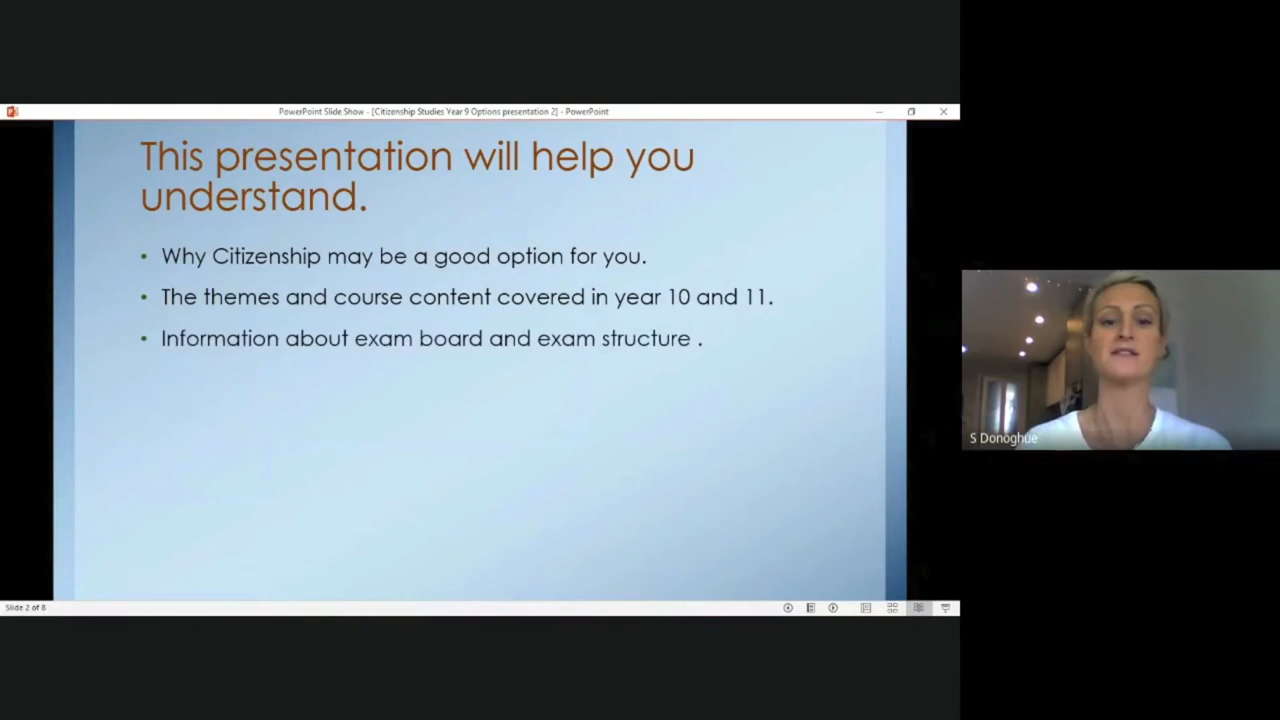 PowerPoint Slide Show - [Citizenship Studies Year 9 Options presentation 2] - PowerPoint
This presentation will help you
understand.
• Why Citizenship may be a good option for you.
• The themes and course content covered in year 10 and 11.
• Information about exam board and exam structure .
S Donoghue
Slide 2 of 8